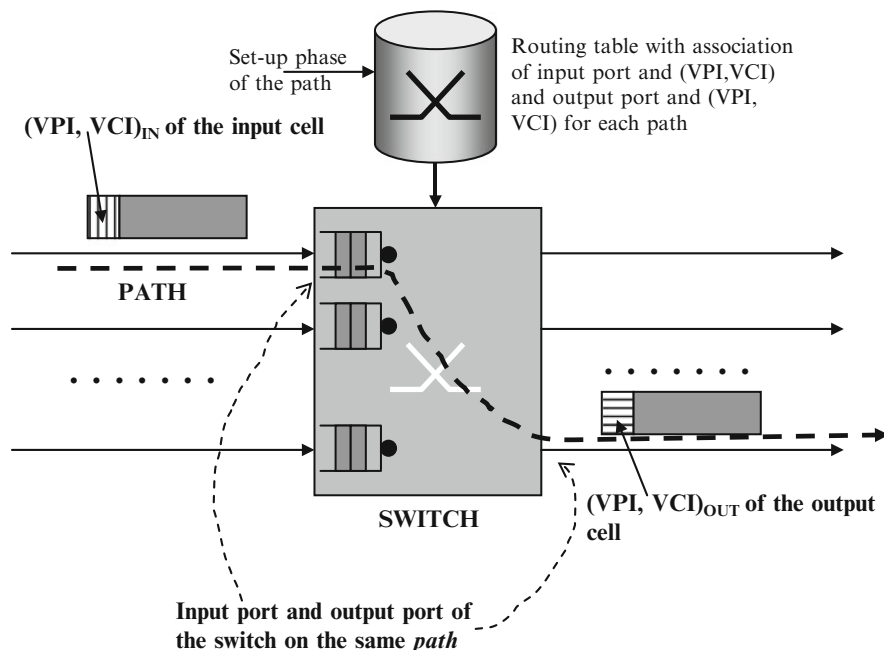 Set-up phase
of the path
Routing table with association
of input port and (VPI,VCI)
and output port and (VPI,
VCI) for each path
(VPI, VCI)IN of the input cell
PATH
SWITCH
(VPI, VCI)OUT of the output
cell
Input port and output port of
the switch on the same path